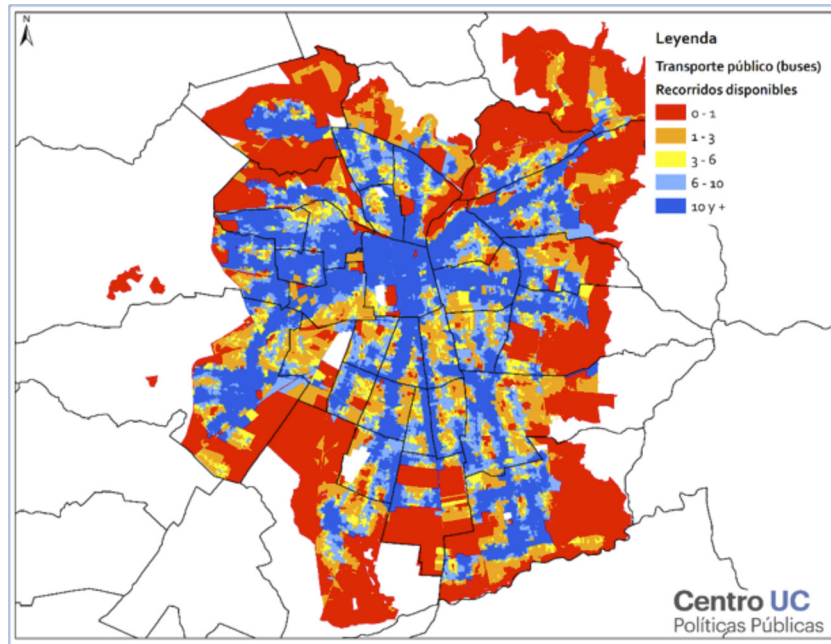 N
Leyenda
Transporte público (buses)
Recorridos disponibles
0 - 1
1 - 3
3 - 6
6 - 10
10 y +
Centro UC
Políticas Públicas